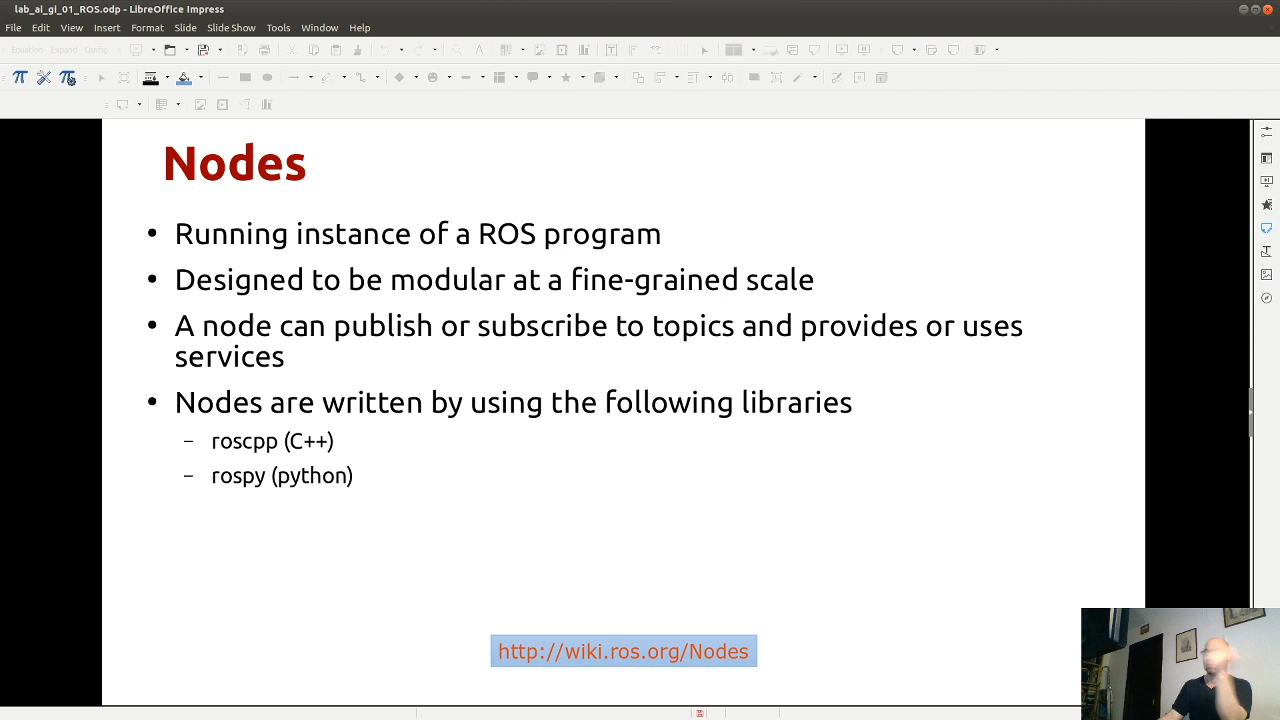 lab_ai_gl_01_ROS.odp - LibreOffice Impress
File Edit View Insert Format Slide Slide Show Tools Window Help
Equation Expand Config
Nodes
• Running instance of a ROS program
• Designed to be modular at a fine-grained scale
• A node can publish or subscribe to topics and provides or uses
services
• Nodes are written by using the following libraries
– roscpp (C++)
– rospy (python)
http://wiki.ros.org/Nodes